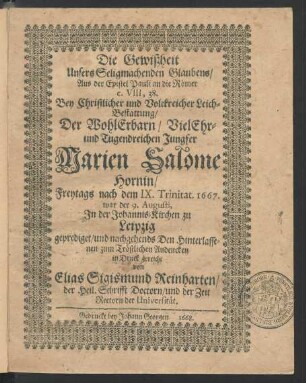 Die Gewißheit
Unsers Seligmachenden Glaubens/
Aus der Epistel Pauli an die Römer
c. VIII, 38.
Bey Christlicher und Volckreicher Leich-
Bestattung/
Der WohlErbarn/ VielEhr-
und Tugendreichen Jungfer
Marien Salome
Hornin/
Freytags nach dem IX. Trinitat. 1667.
war der 9. Augusti,
In der Johannis-Kirchen zu
Leipzig
geprediget/ und nachgehends Den Hinterlasse-
nen zum Tröstlichen Andencken
in Druck
von
Elias Sigismund Reinharten/
der Heil. Schrifft Doctorn/ und der Zeit
Rectorn der Universität.
Gedruckt bey Johann Georgen 1668.